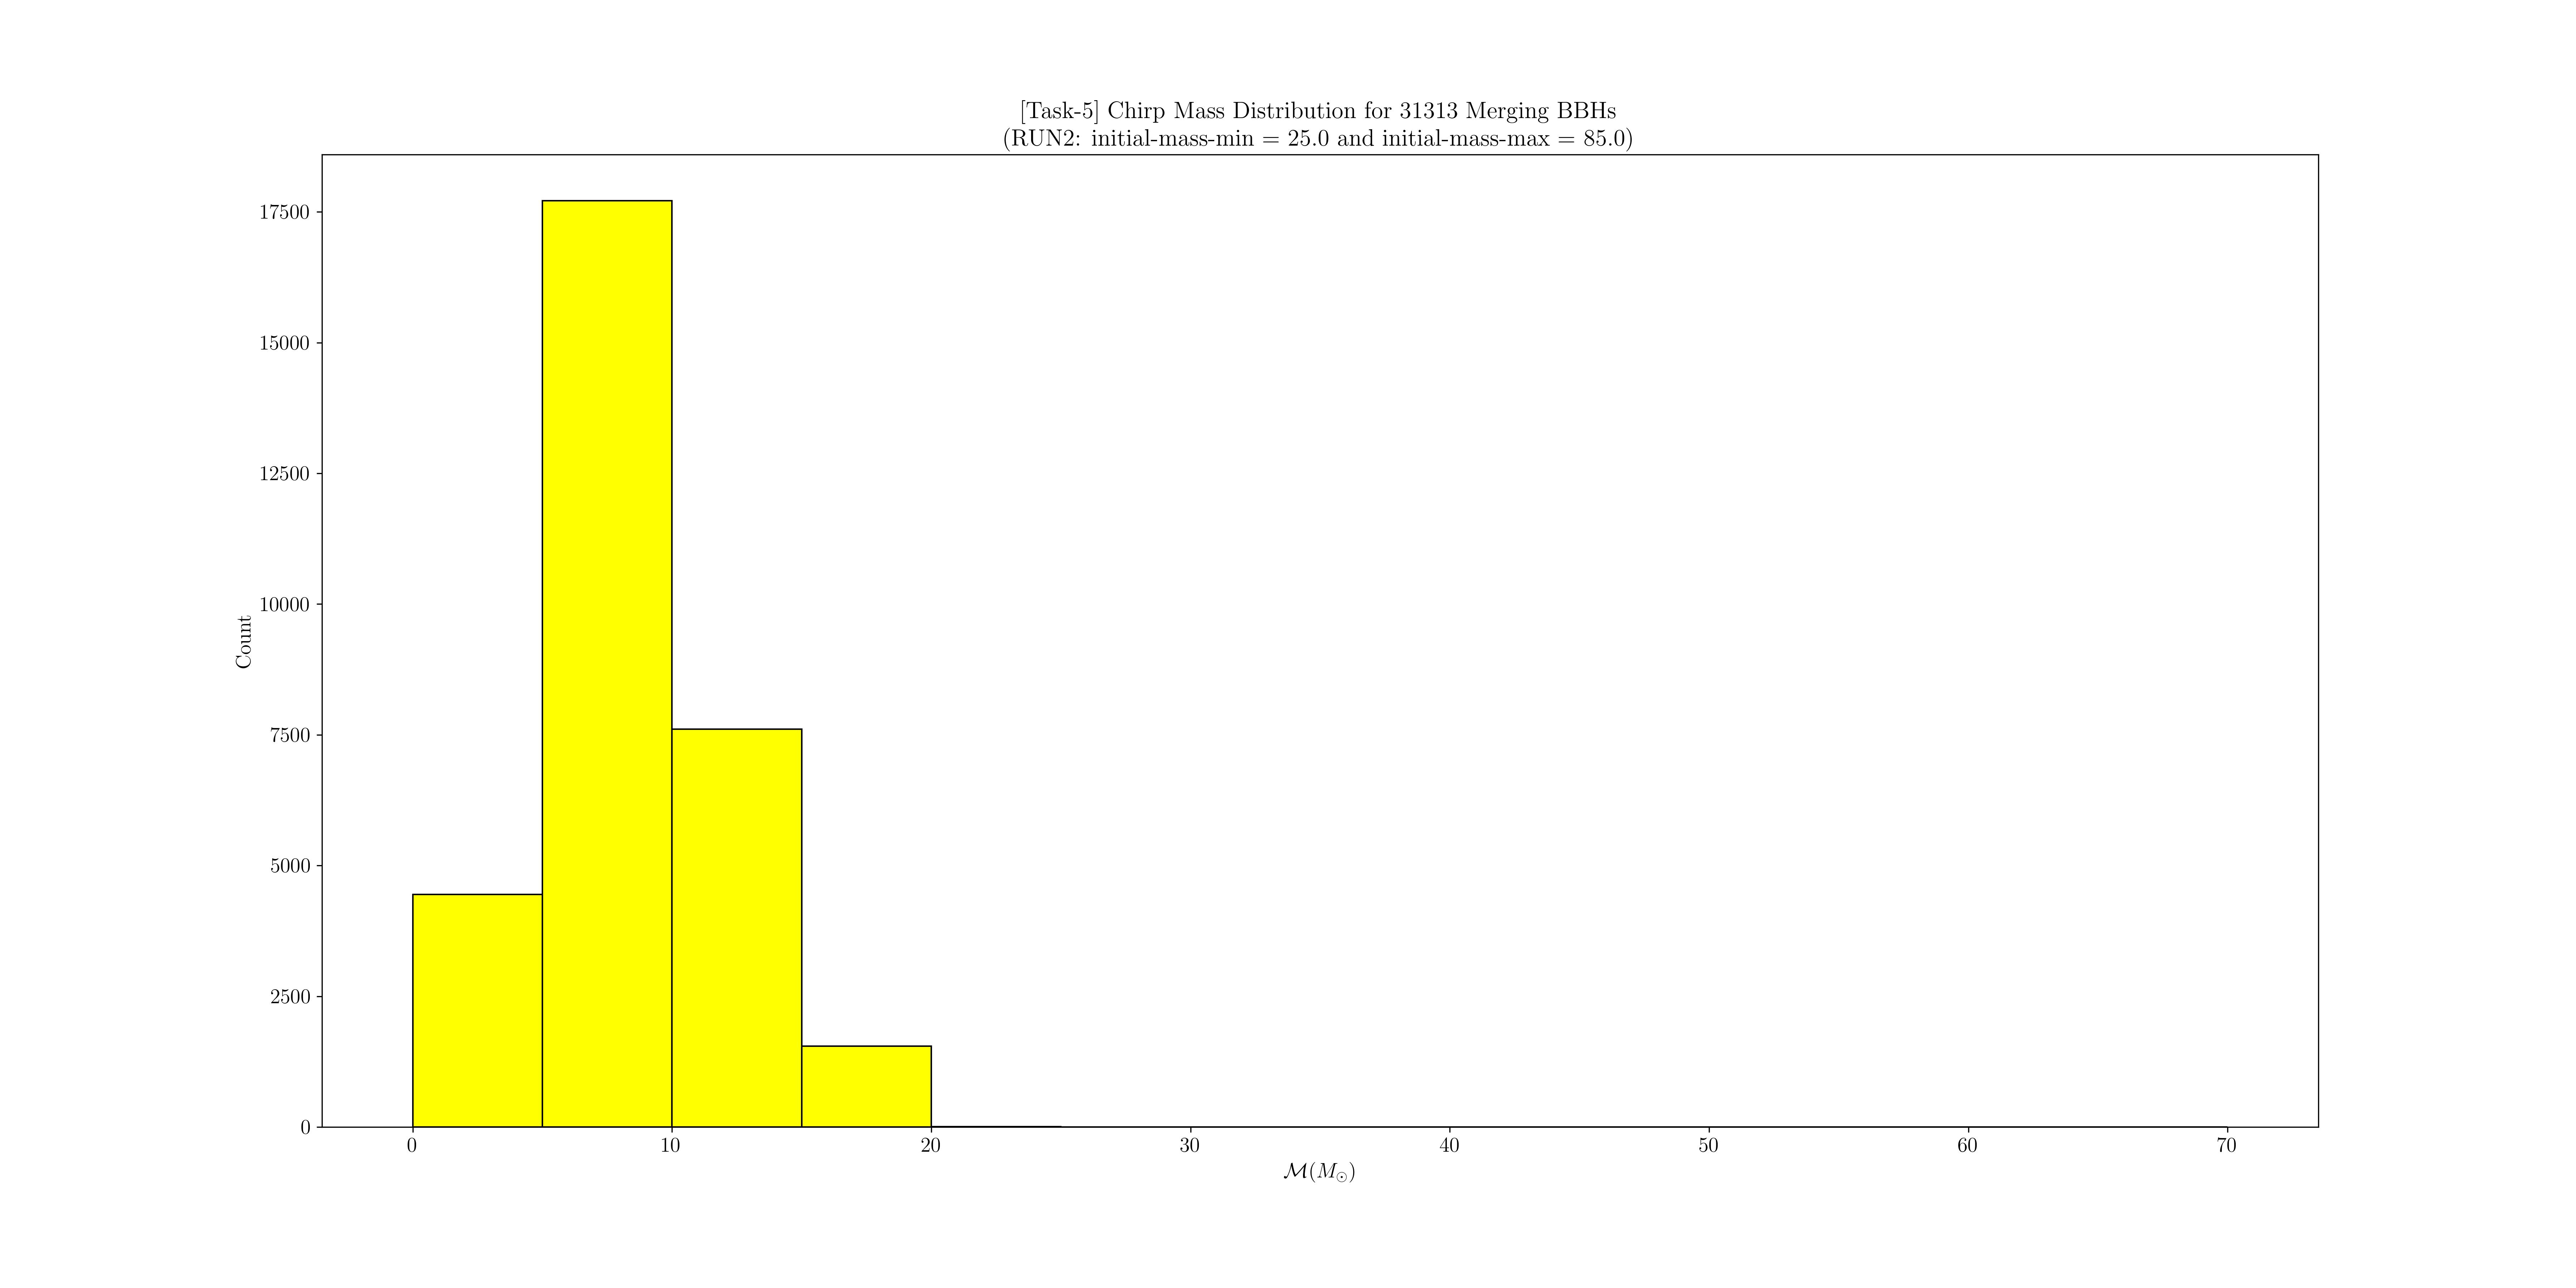 [Task-5] Chirp Mass Distribution for 31313 Merging BBHs
(RUN2: initial-mass-min = 25.0 and initial-mass-max = 85.0)
17500
15000
12500
10000
7500
5000
2500
0
Count
0 10 20 30 40 50 60 70
ℳ(M⊙)